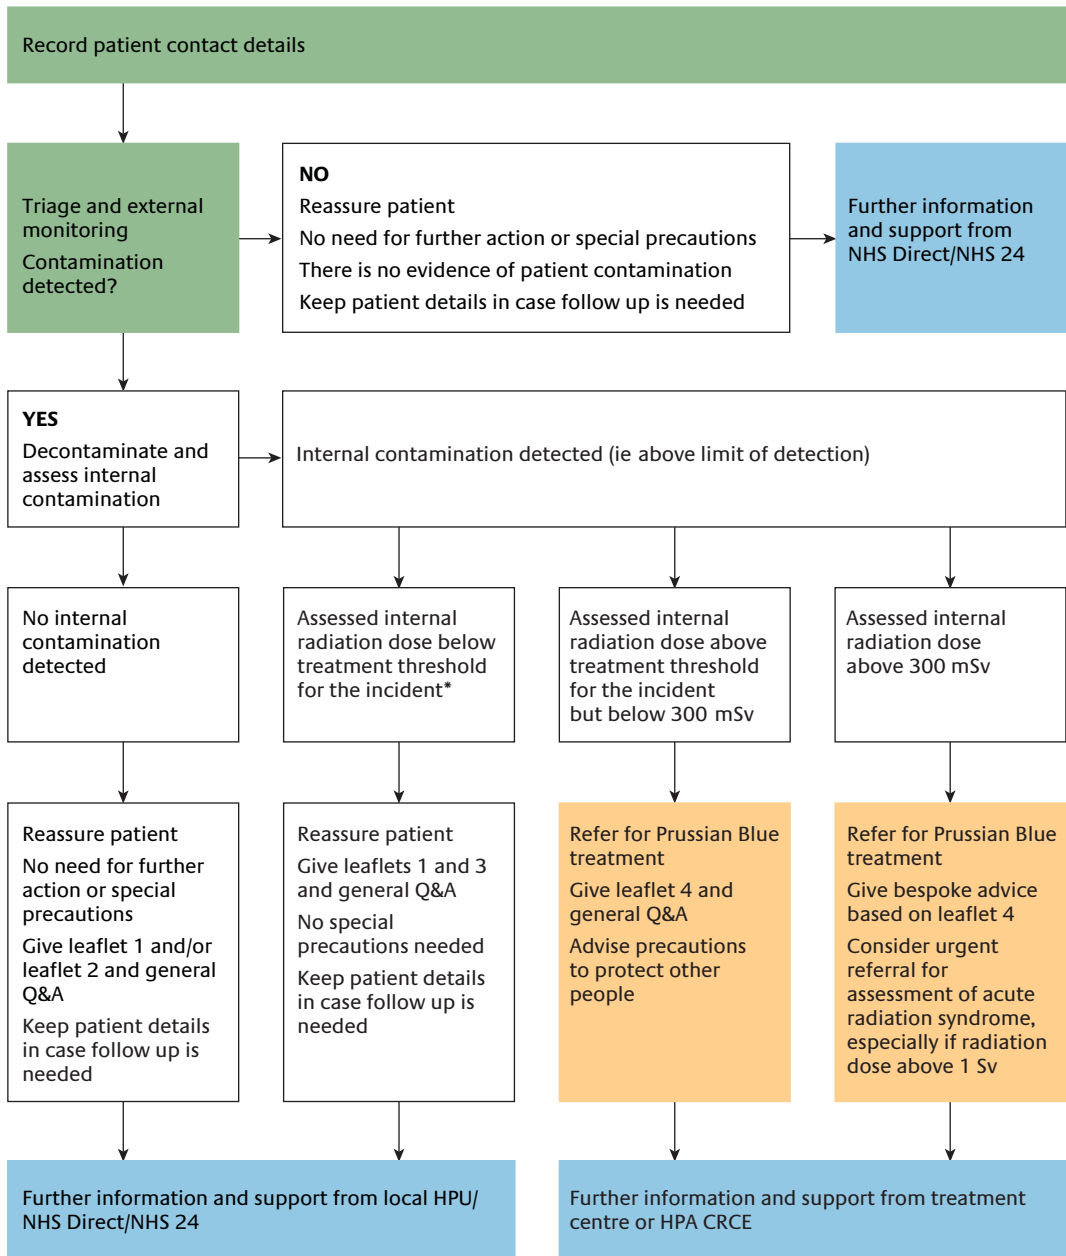 Record patient contact details
Triage and external
monitoring
Contamination
detected?
NO
Reassure patient
No need for further action or special precautions
There is no evidence of patient contamination
Keep patient details in case follow up is needed
Further information
and support from
NHS Direct/NHS 24
YES
Decontaminate and
assess internal
contamination
Internal contamination detected (ie above limit of detection)
No internal
contamination
detected
Assessed internal
radiation dose below
treatment threshold
for the incident*
Assessed internal
radiation dose above
treatment threshold
for the incident
but below 300 mSv
Assessed internal
radiation dose
above 300 mSv
Reassure patient
No need for further
action or special
precautions
Give leaflet 1 and/or
leaflet 2 and general
Q&A
Keep patient details
in case follow up is
needed
Reassure patient
Give leaflets 1 and 3
and general Q&A
No special
precautions needed
Keep patient details
in case follow up is
needed
Refer for Prussian Blue
treatment
Give leaflet 4 and
general Q&A
Advise precautions
to protect other
people
Refer for Prussian Blue
treatment
Give bespoke advice
based on leaflet 4
Consider urgent
referral for
assessment of acute
radiation syndrome,
especially if radiation
dose above 1 Sv
Further information and support from local HPU/
NHS Direct/NHS 24
Further information and support from treatment
centre or HPA CRCE